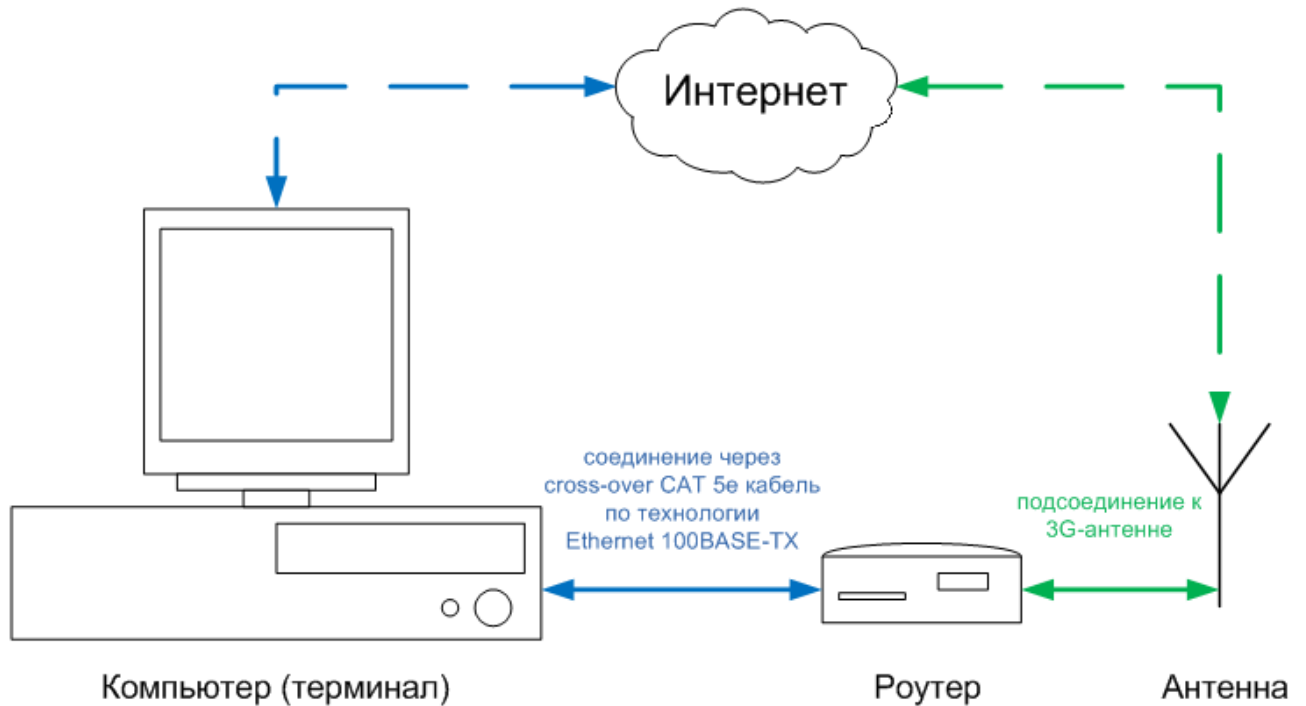 Интернет
соединение через
cross-over CAT 5e кабель
по технологии
Ethernet 100BASE-TX
подсоединение к
3G-антенне
Компьютер (терминал)
Роутер
Антенна